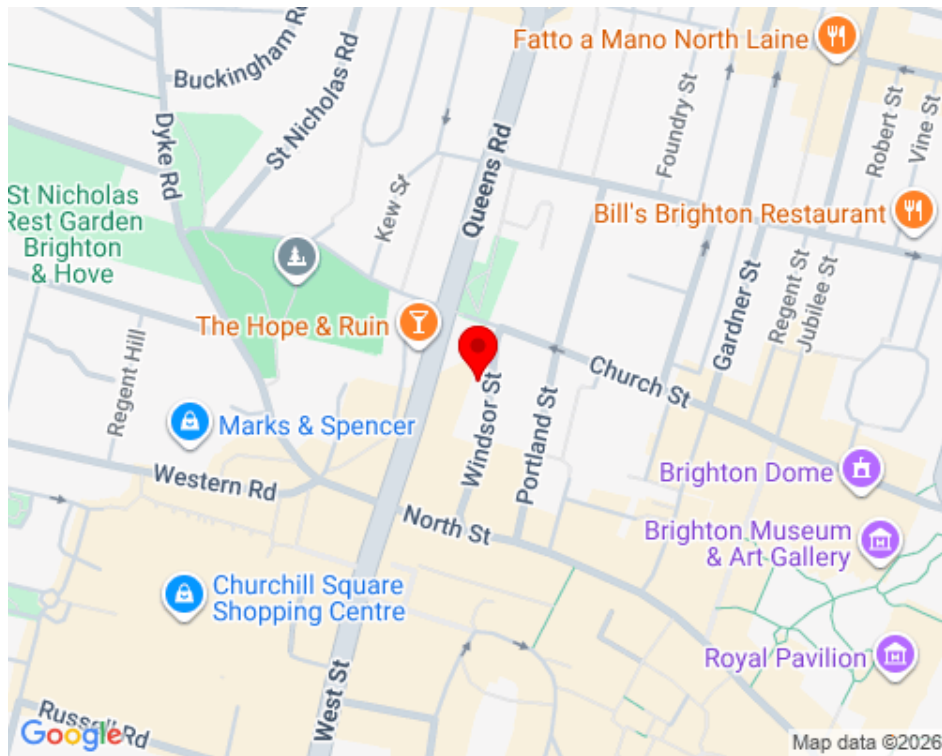 Fatto a Mano North Laine
Buckingham Rd
St Nicholas Rd
Dyke Rd
Queens Rd
Foundry St
Robert St
Vine St
St Nicholas
Rest Garden
Brighton
& Hove
Kew St
Bill's Brighton Restaurant
The Hope & Ruin
Regent Hill
Gardner St
Regent St
Jubilee St
Church St
Windsor St
Portland St
Marks & Spencer
Western Rd
North St
Brighton Dome
Brighton Museum
& Art Gallery
Churchill Square
Shopping Centre
West St
Royal Pavilion
Russell Rd
Google
Map data ©2026